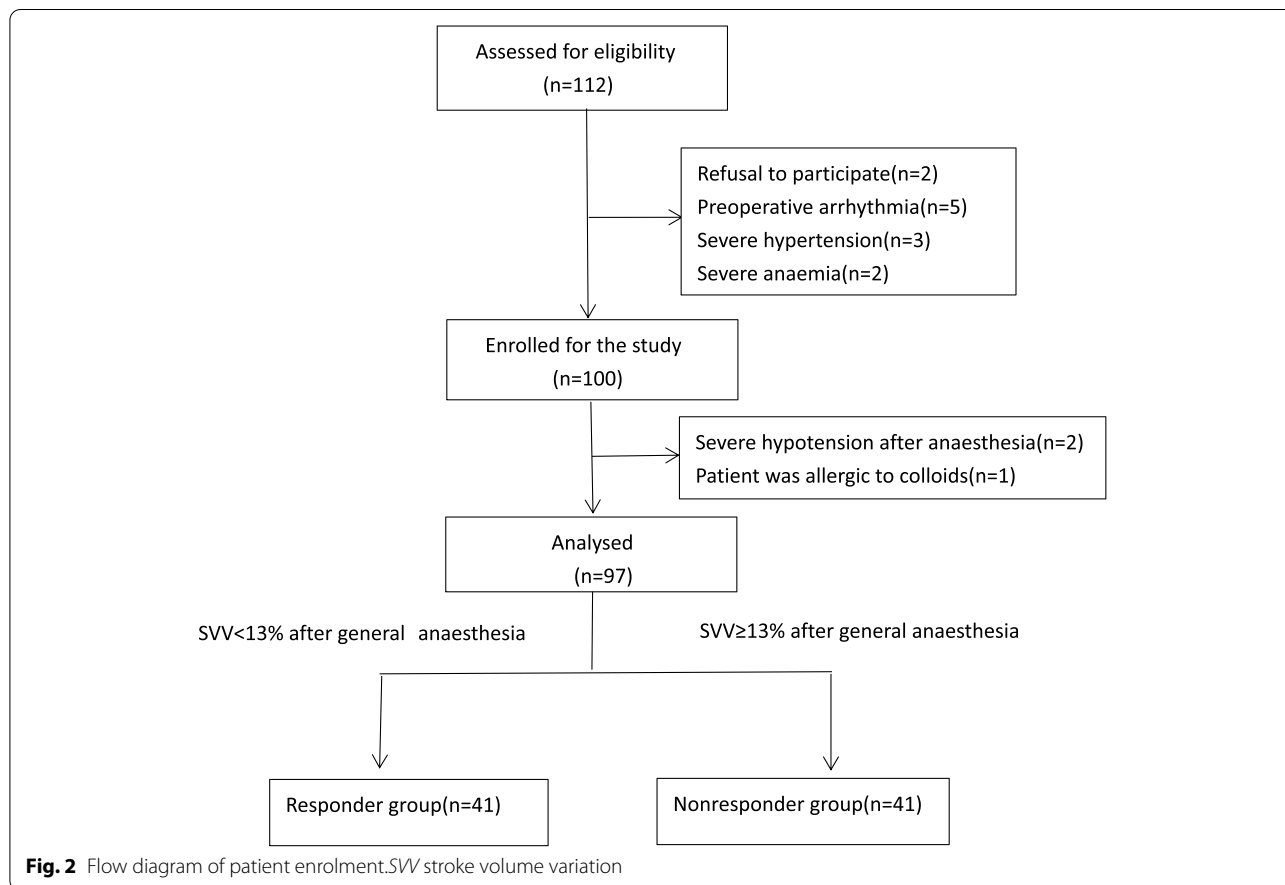 Assessed for eligibility
(n=112)
Refusal to participate(n=2)
Preoperative arrhythmia(n=5)
Severe hypertension(n=3)
Severe anaemia(n=2)
Enrolled for the study
(n=100)
Severe hypotension after anaesthesia(n=2)
Patient was allergic to colloids(n=1)
Analysed
(n=97)
SVV<13% after general anaesthesia
SVV≥13% after general anaesthesia
Responder group(n=41)
Nonresponder group(n=41)
Fig. 2 Flow diagram of patient enrolment.SVV stroke volume variation